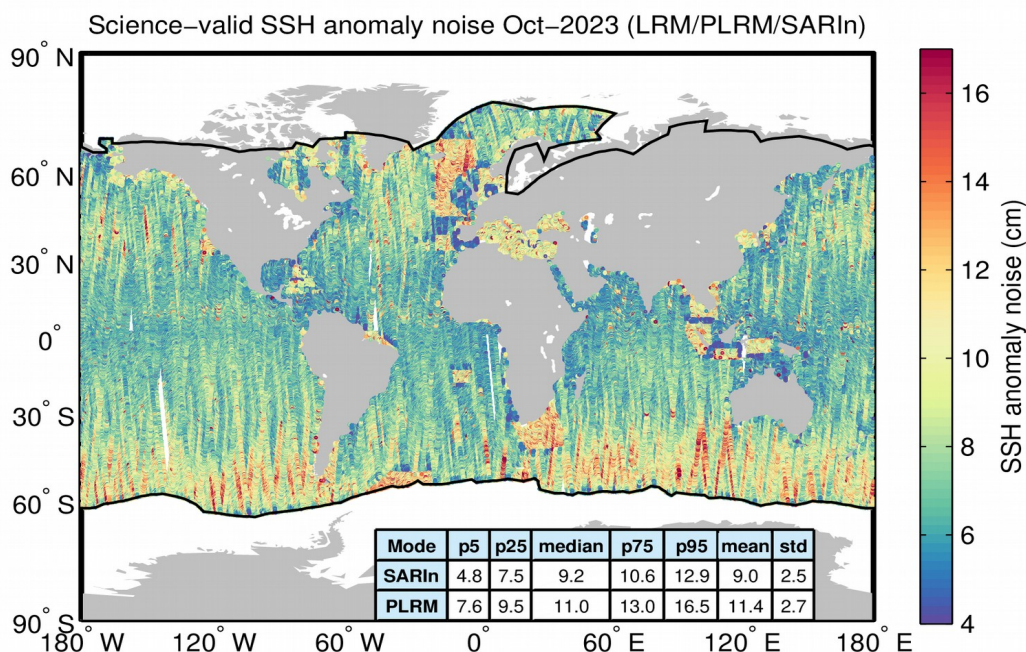 Science−valid SSH anomaly noise Oct−2023 (LRM/PLRM/SARIn)
90° N
60° N
30° N
0°
30° S
60° S
90° S
180° W
120° W
60° W
0°
60° E
120° E
180° E
Mode p5 p25 median p75 p95 mean std
SARIn 4.8 7.5 9.2 10.6 12.9 9.0 2.5
PLRM 7.6 9.5 11.0 13.0 16.5 11.4 2.7
16
14
12
10
8
6
4
SSH anomaly noise (cm)